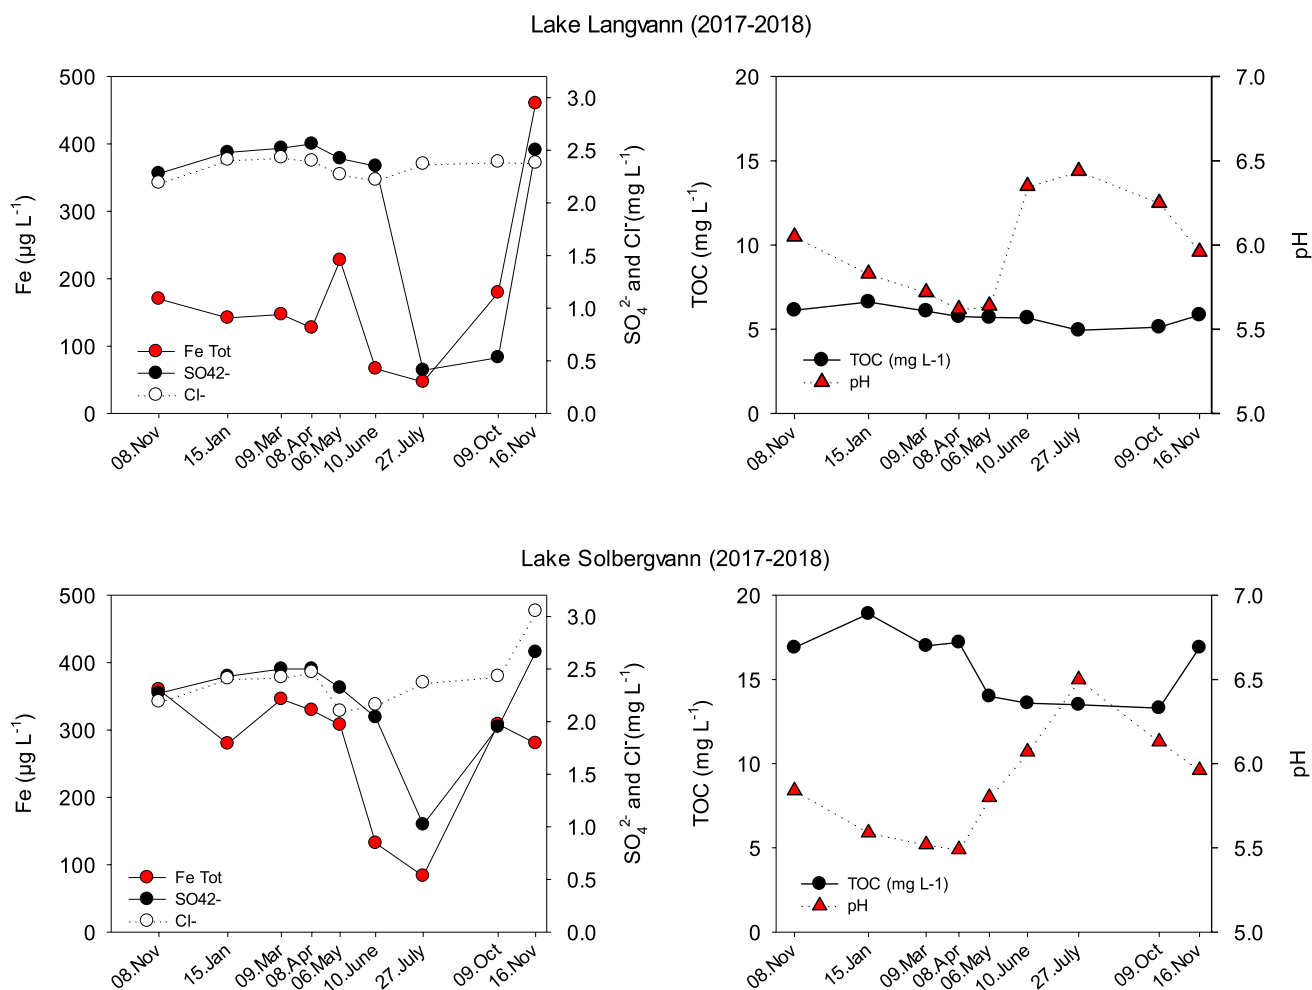 Lake Langvann (2017-2018)
500
400
300
200
100
0
Fe (µg L-1)
3.0
2.5
2.0
1.5
1.0
0.5
0.0
SO42- and Cl-(mg L-1)
Fe Tot
SO42-
Cl-
08.Nov
15.Jan
09.Mar
08.Apr
06.May
10.June
27.July
09.Oct
16.Nov
20
15
10
5
0
TOC (mg L-1)
7.0
6.5
6.0
5.5
5.0
pH
TOC (mg L-1)
pH
08.Nov
15.Jan
09.Mar
08.Apr
06.May
10.June
27.July
09.Oct
16.Nov
Lake Solbergvann (2017-2018)
500
400
300
200
100
0
Fe (µg L-1)
3.0
2.5
2.0
1.5
1.0
0.5
0.0
SO42- and Cl-(mg L-1)
Fe Tot
SO42-
Cl-
08.Nov
15.Jan
09.Mar
08.Apr
06.May
10.June
27.July
09.Oct
16.Nov
20
15
10
5
0
TOC (mg L-1)
7.0
6.5
6.0
5.5
5.0
pH
TOC (mg L-1)
pH
08.Nov
15.Jan
09.Mar
08.Apr
06.May
10.June
27.July
09.Oct
16.Nov